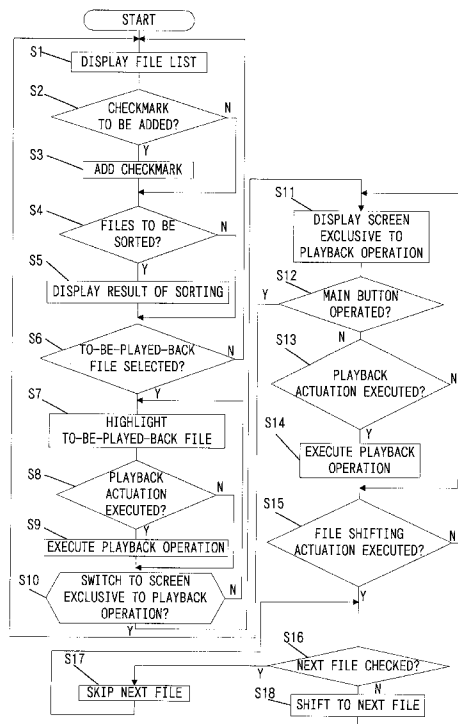 START
S1
DISPLAY FILE LIST
S2
CHECKMARK
TO BE ADDED?
N
Y
S3
ADD CHECKMARK
S4
FILES TO BE
SORTED?
N
Y
S5
DISPLAY RESULT OF SORTING
S6
TO-BE-PLAYED-BACK
FILE SELECTED?
N
Y
S7
HIGHLIGHT
TO-BE-PLAYED-BACK FILE
S8
PLAYBACK
ACTUATION
EXECUTED?
N
Y
S9
EXECUTE PLAYBACK OPERATION
S10
SWITCH TO SCREEN
EXCLUSIVE TO PLAYBACK
OPERATION?
N
Y
S11
DISPLAY SCREEN
EXCLUSIVE TO
PLAYBACK OPERATION
S12
Y
MAIN BUTTON
OPERATED?
N
S13
PLAYBACK
ACTUATION EXECUTED?
N
Y
S14
EXECUTE PLAYBACK
OPERATION
S15
FILE SHIFTING
ACTUATION EXECUTED?
N
Y
S16
NEXT FILE CHECKED?
Y
N
S17
SKIP NEXT FILE
S18
SHIFT TO NEXT FILE